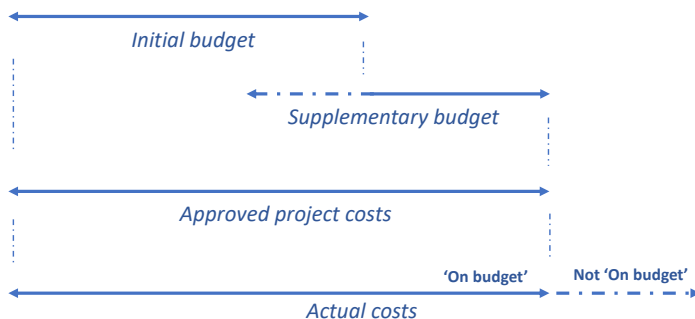 Initial budget
Supplementary budget
Approved project costs
‘On budget’ Not ‘On budget’
Actual costs